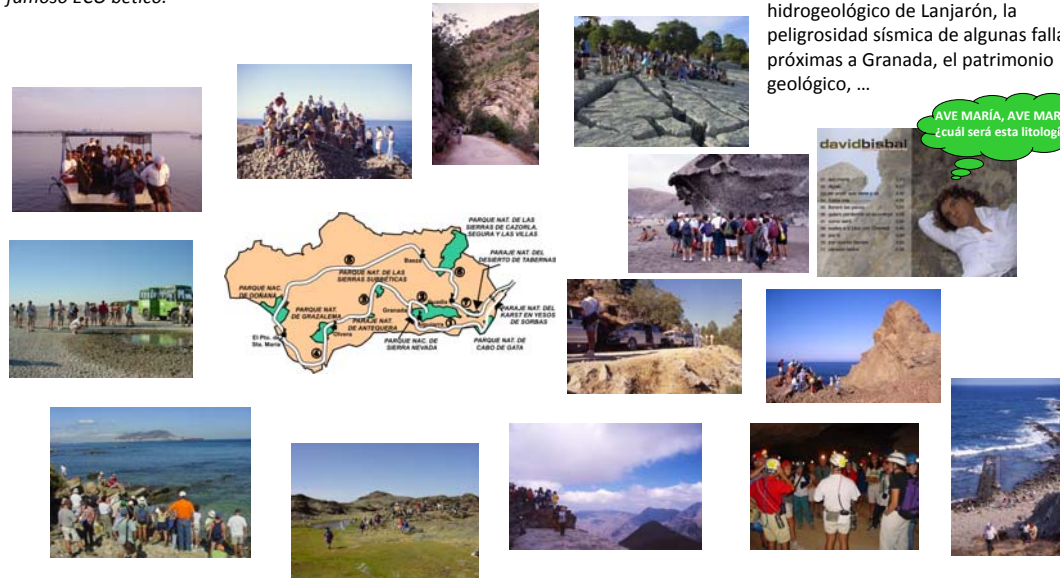 famoso ECO bético.
hidrogeológico de Lanjarón, la
peligrosidad sísmica de algunas falla
próximas a Granada, el patrimonio
geológico, …
AVE MARÍA, AVE MAR
¿cuál será esta litologí
davidbisbal
PARQUE NAT. DE LAS
SIERRAS DE CAZORLA,
SEGURA Y LAS VILLAS
PARAJE NAT. DEL
DESIERTO DE TABERNAS
Baeza
PARQUE NAT. DE LAS
SIERRAS SUBBÉTICAS
PARQUE NAC.
DE DOÑANA
PARQUE NAT.
DE GRAZALEMA
Granada
PARAJE NAT.
DE ANTEQUERA
Olvera
PARAJE NAT. DEL
KARST EN YESOS
DE SORBAS
El Pto. de
Sta. María
PARQUE NAC. DE
SIERRA NEVADA
PARQUE NAT. DE
CABO DE GATA